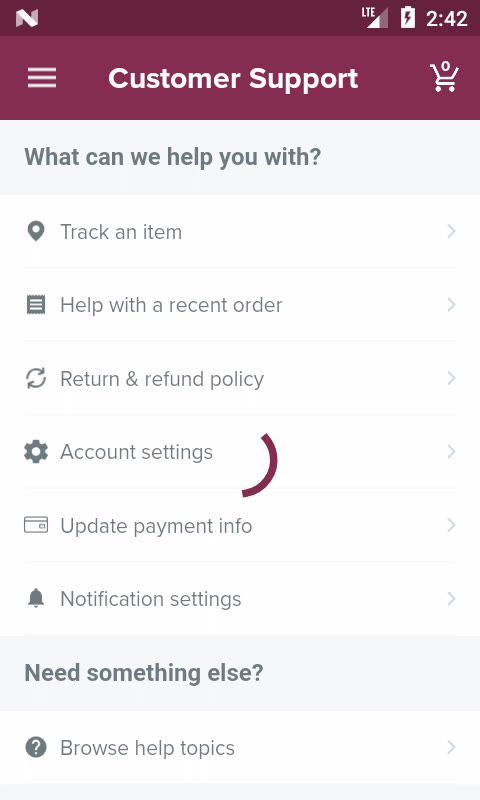 LTE 2:42
Customer Support 0
What can we help you with?
Track an item
Help with a recent order
Return & refund policy
Account settings
Update payment info
Notification settings
Need something else?
Browse help topics